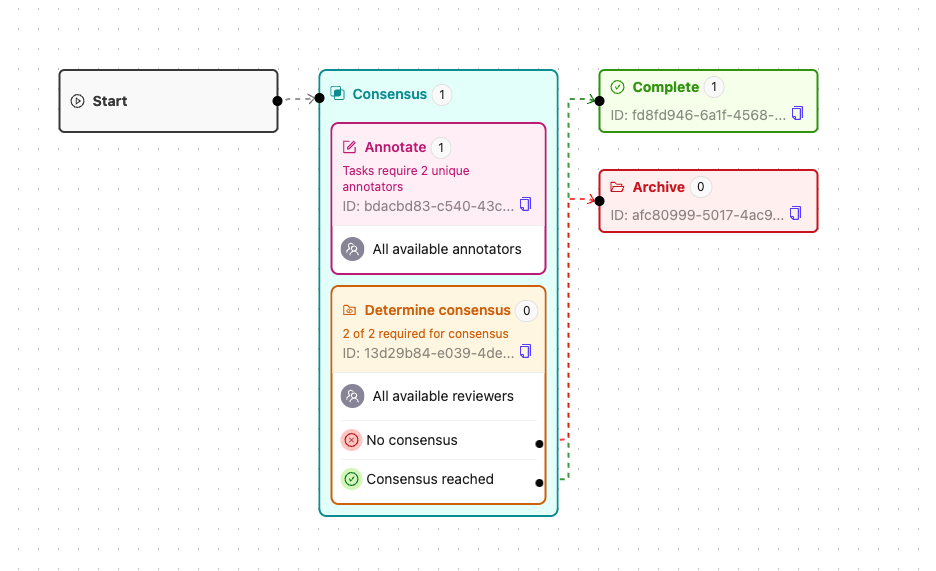 Start
Consensus 1
Annotate 1
Tasks require 2 unique
annotators
ID: bdacbd83-c540-43c...
All available annotators
Determine consensus 0
2 of 2 required for consensus
ID: 13d29b84-e039-4de...
All available reviewers
No consensus
Consensus reached
Complete 1
ID: fd8fd946-6a1f-4568-...
Archive 0
ID: afc80999-5017-4ac9...